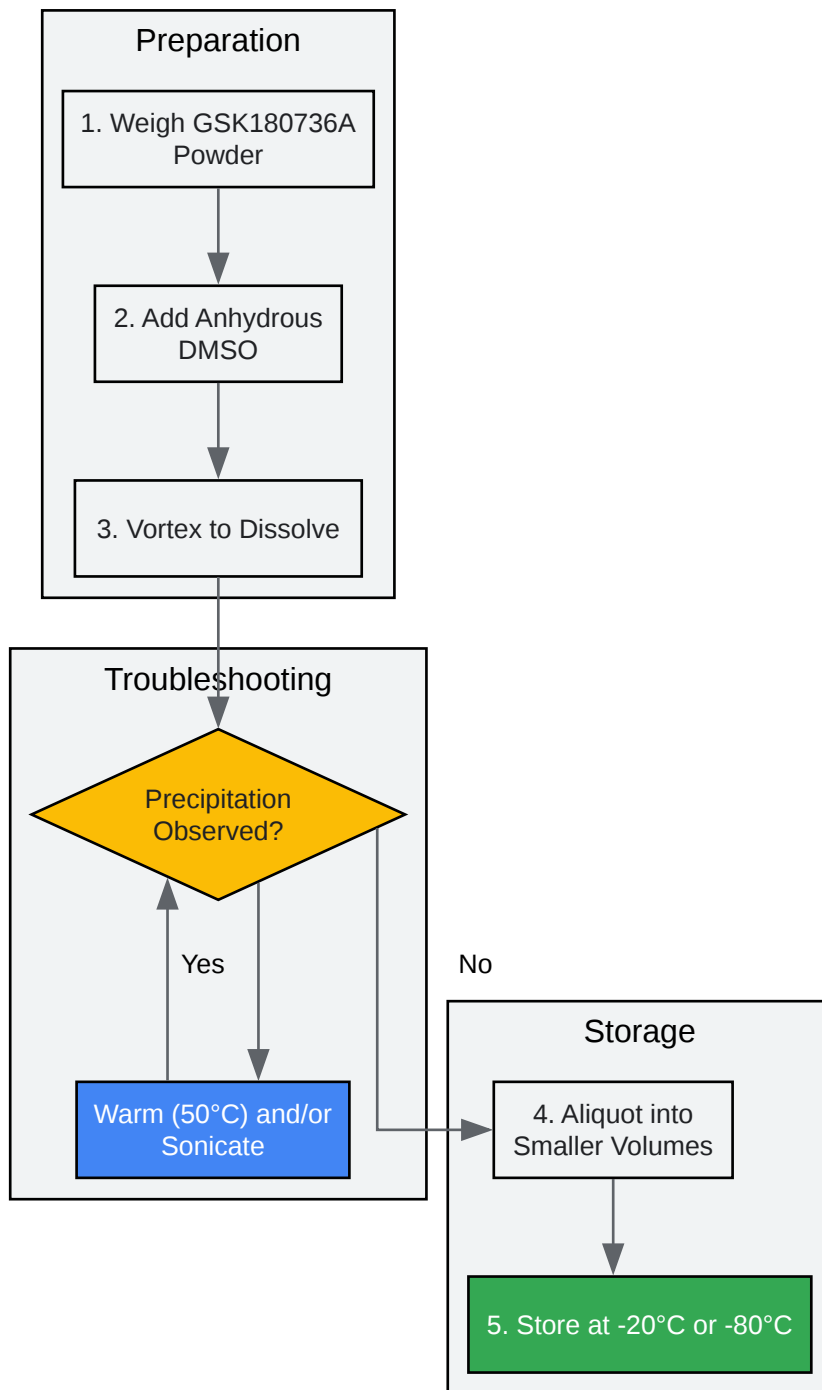 Preparation
1. Weigh GSK180736A
Powder
2. Add Anhydrous
DMSO
3. Vortex to Dissolve
Troubleshooting
Precipitation
Observed?
Yes
No
Warm (50°C) and/or
Sonicate
Storage
4. Aliquot into
Smaller Volumes
5. Store at -20°C or -80°C